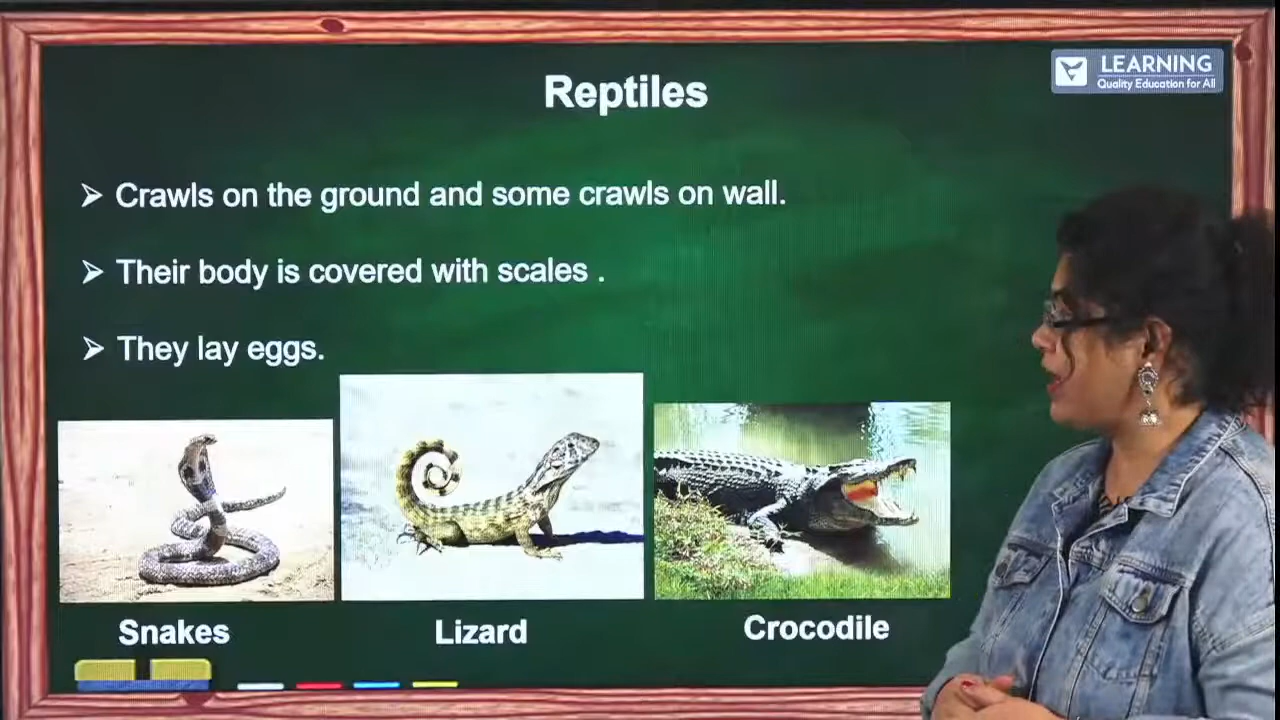 LEARNING
Quality Education for All
Reptiles
➤ Crawls on the ground and some crawls on wall.
➤ Their body is covered with scales .
➤ They lay eggs.
Snakes
Lizard
Crocodile